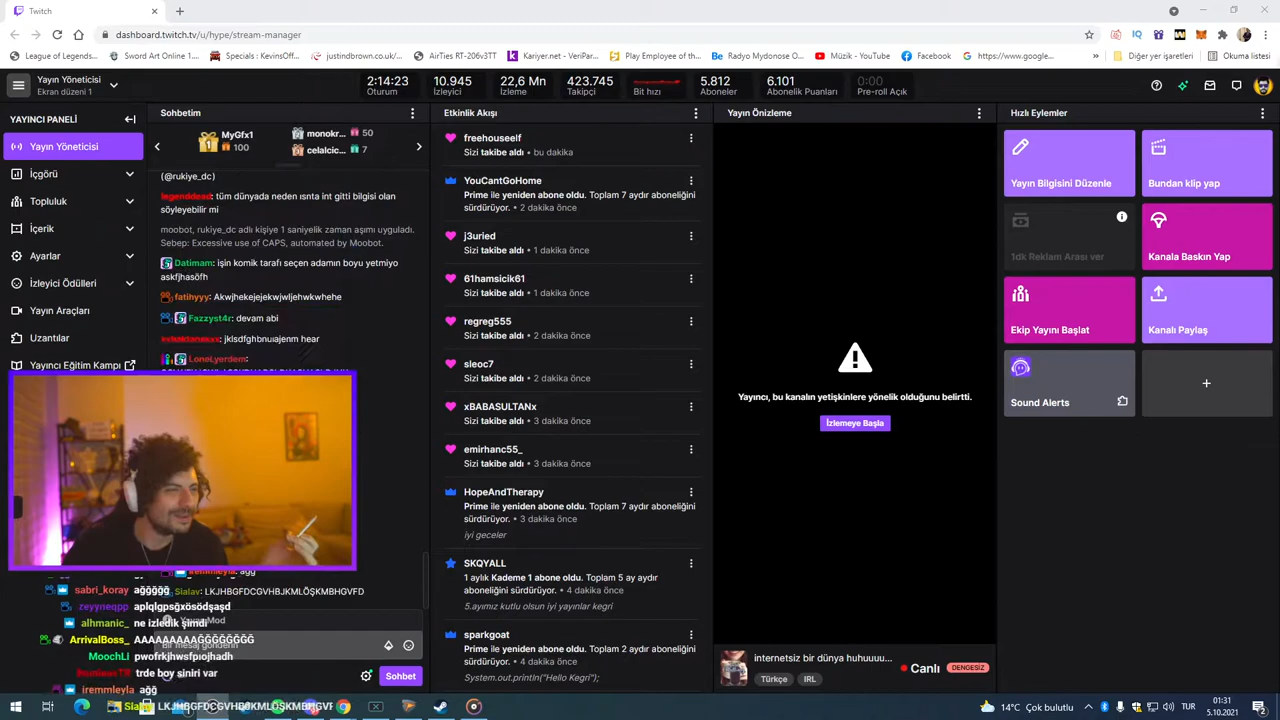 Twitch
dashboard.twitch.tv/u/hype/stream-manager
League of Legends...
Sword Art Online 1...
Specials : KevinsOff...
justindbrown.co.uk/...
AirTies RT-206v3TT
Kariyer.net - VeriPar...
Play Employee of th...
Radyo Mydonose O...
Müzik - YouTube
Facebook
https://www.google...
»
Diğer yer işaretleri
Okuma listesi
Yayın Yöneticisi
Ekran düzeni 1
2:14:23
Oturum
10.945
İzleyici
22,6 Mn
İzleme
423.745
Takipçi
Bit hızı
5.812
Aboneler
6.101
Abonelik Puanları
0:00
Pre-roll Açık
YAYINCI PANELİ
Yayın Yöneticisi
İçgörü
Topluluk
İçerik
Ayarlar
İzleyici Ödülleri
Yayın Araçları
Uzantılar
Yayıncı Eğitim Kampı
Sohbetim
1
MyGfx1
100
monokr...
50
celalcic...
7
(@rukiye_dc)
tüm dünyada neden ısnta int gitti bilgisi olan
söyleyebilir mi
moobot, rukiye_dc adlı kişiye 1 saniyelik zaman aşımı uyguladı.
Sebep: Excessive use of CAPS, automated by Moobot.
Datimam: işin komik tarafı seçen adamın boyu yetmiyo
askfjhasöfh
fatihyyy: Akwjhekejekejwjwljehwkwhehe
Fazzyst4r: devam abi
jklsdfghbnuıajenm hear
iremmleyla: ağğ
sabri_koray ağğğğğ
Sialav: LKJHBGFDCGVHBJKMLÖŞKMBHGVFD
zeyyneqpp aplqlgpsğxösödşaşd
alhmanic_ ne izledik şimdi
ArrivalBoss_ AAAAAAAAAĞĞĞĞĞĞĞĞ
MoochLi pwofrkjhwsfpıojhadh
trde boy siniri var
iremmleyla ağğ
Sohbet
Etkinlik Akışı
freehouseelf
Sizi takibe aldı • bu dakika
YouCantGoHome
Prime ile yeniden abone oldu. Toplam 7 aydır aboneliğini
sürdürüyor. • 2 dakika önce
j3uried
Sizi takibe aldı • 1 dakika önce
61hamsicik61
Sizi takibe aldı • 1 dakika önce
regreg555
Sizi takibe aldı • 2 dakika önce
sleoc7
Sizi takibe aldı • 2 dakika önce
xBABASULTANx
Sizi takibe aldı • 3 dakika önce
emirhanc55_
Sizi takibe aldı • 3 dakika önce
HopeAndTherapy
Prime ile yeniden abone oldu. Toplam 7 aydır aboneliğini
sürdürüyor. • 3 dakika önce
iyi geceler
SKQYALL
1 aylık Kademe 1 abone oldu. Toplam 5 ay aydır
aboneliğini sürdürüyor. • 4 dakika önce
5.ayımız kutlu olsun iyi yayınlar kegri
sparkgoat
Prime ile yeniden abone oldu. Toplam 2 aydır aboneliğini
sürdürüyor. • 4 dakika önce
System.out.println("Hello Kegri");
Yayın Önizleme
Yayıncı, bu kanalın yetişkinlere yönelik olduğunu belirtti.
İzlemeye Başla
internetsiz bir dünya huhuuuu...
Türkçe
IRL
Canlı
DENGESİZ
Hızlı Eylemler
Yayın Bilgisini Düzenle
Bundan klip yap
1dk Reklam Arası ver
Kanala Baskın Yap
Ekip Yayını Başlat
Kanalı Paylaş
Sound Alerts
14°C Çok bulutlu
TUR
01:31
5.10.2021
2